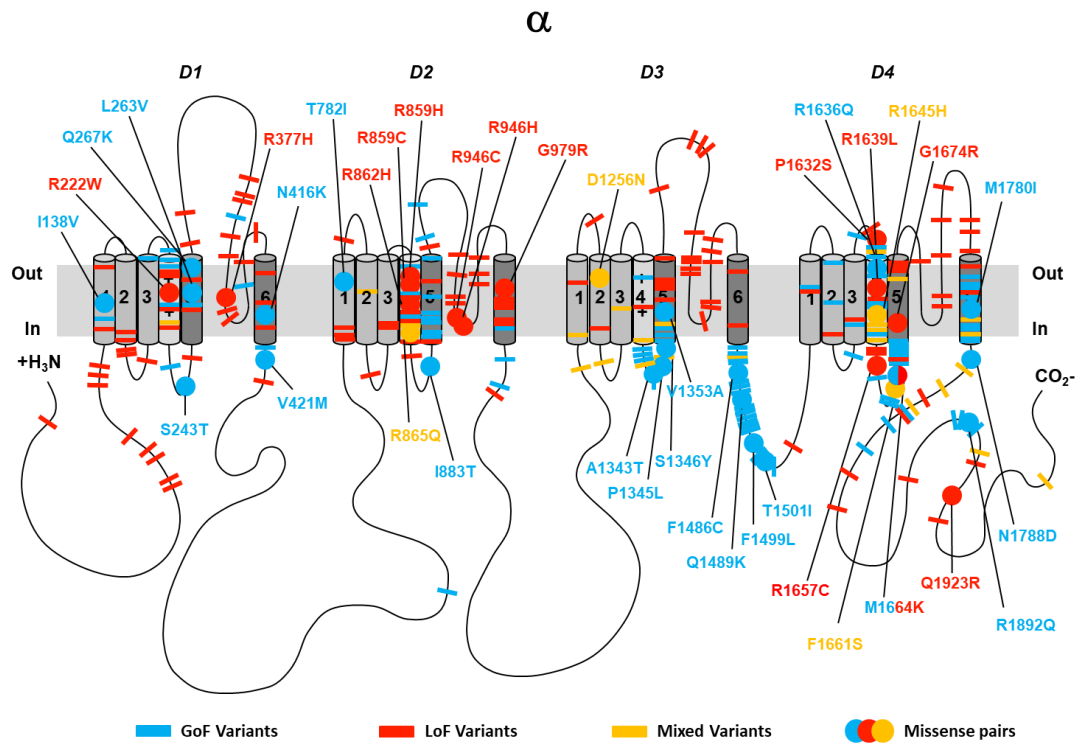 α
D1 D2 D3 D4
L263V T782I R859H R1636Q R1645H
Q267K R377H R859C R946H R1639L
R222W R862H R946C G979R P1632S G1674R
I138V N416K D1256N M1780I
Out Out
1 2 3 + 6 1 2 3 5 1 2 3 + 4 + 5 6 1 2 3 5
In In
+H3N CO2-
S243T V421M R865Q I883T V1353A
A1343T S1346Y
P1345L T1501I
F1486C F1499L N1788D
Q1489K
R1657C M1664K Q1923R
F1661S R1892Q
GoF Variants LoF Variants Mixed Variants Missense pairs